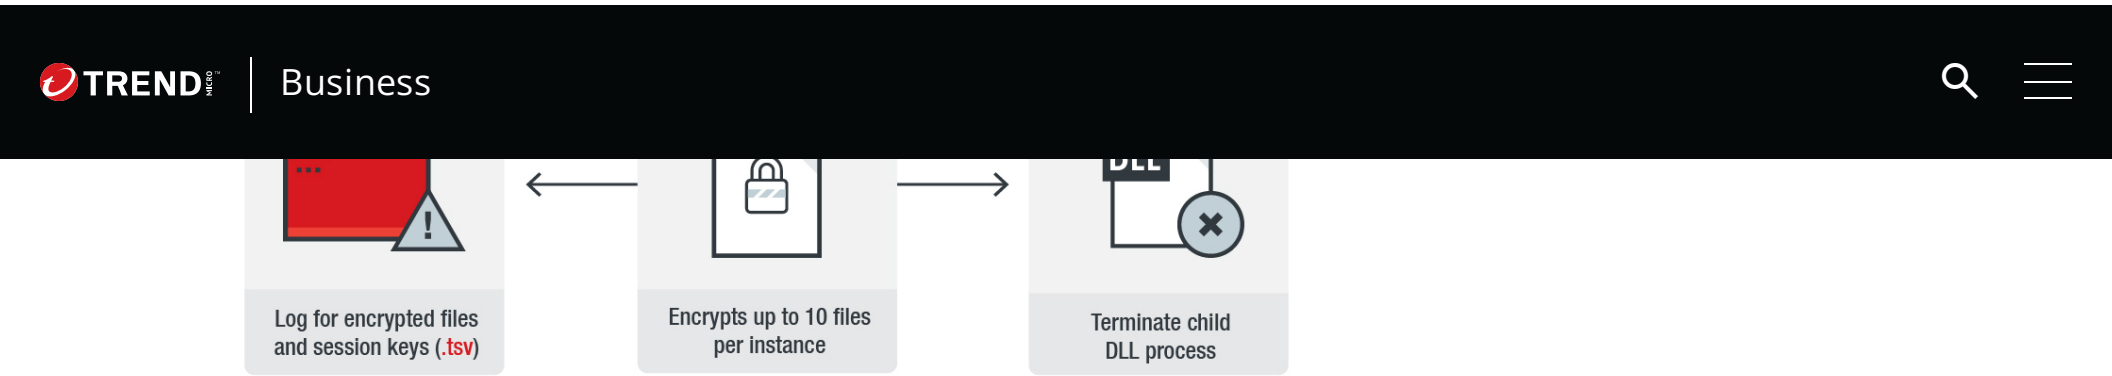 TREND MICRO™ Business
...
!
DLL
Log for encrypted files
and session keys (.tsv)
Encrypts up to 10 files
per instance
Terminate child
DLL process